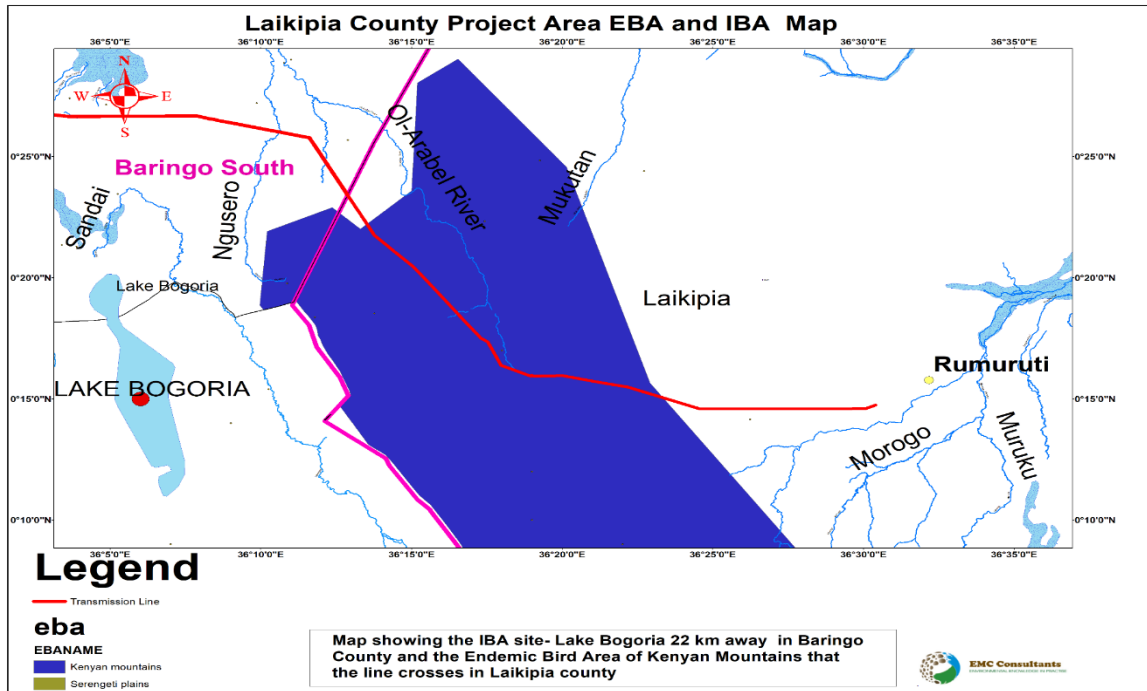 Laikipia County Project Area EBA and IBA Map
36°5'0"E 36°10'0"E 36°15'0"E 36°20'0"E 36°25'0"E 36°30'0"E 36°35'0"E
N
W E
S
Ol-Arabel River
0°25'0"N 0°25'0"N
Baringo South
Mukutan
Sandai
Ngusero
0°20'0"N 0°20'0"N
Lake Bogoria
Laikipia
Rumuruti
LAKE BOGORIA
0°15'0"N 0°15'0"N
Morogo
Muruku
0°10'0"N 0°10'0"N
36°5'0"E 36°10'0"E 36°15'0"E 36°20'0"E 36°25'0"E 36°30'0"E 36°35'0"E
Legend
Transmission Line
eba
EBANAME
Kenyan mountains
Serengeti plains
Map showing the IBA site- Lake Bogoria 22 km away in Baringo
County and the Endemic Bird Area of Kenyan Mountains that
the line crosses in Laikipia county
EMC Consultants